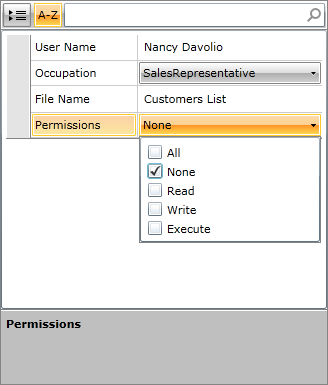 A-Z
User Name Nancy Davolio
Occupation SalesRepresentative
File Name Customers List
Permissions None
All
None
Read
Write
Execute
Permissions